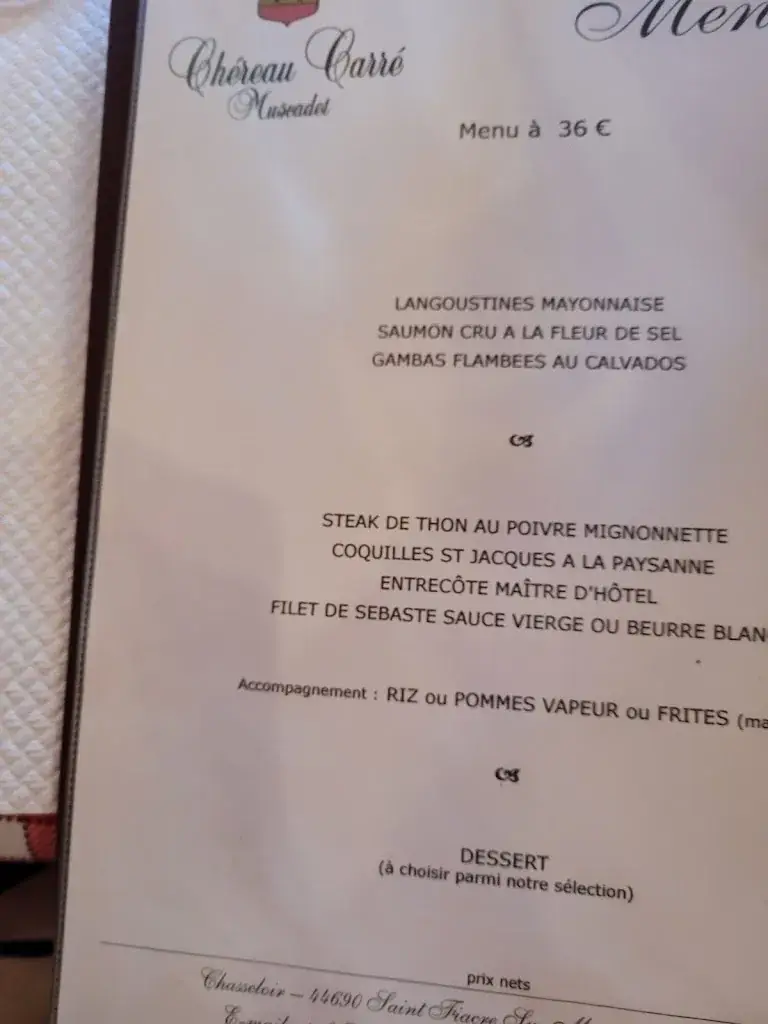 Chéreau Carré
Muscadet
Menu à 36 €
LANGOUSTINES MAYONNAISE
SAUMON CRU A LA FLEUR DE SEL
GAMBAS FLAMBEES AU CALVADOS
STEAK DE THON AU POIVRE MIGNONNETTE
COQUILLES ST JACQUES A LA PAYSANNE
ENTRECÔTE MAÎTRE D'HÔTEL
FILET DE SEBASTE SAUCE VIERGE OU BEURRE
Accompagnement : RIZ ou POMMES VAPEUR ou FRITES
DESSERT
(à choisir parmi notre sélection)
prix nets
Chasseloir – 44690 Saint Fiacre